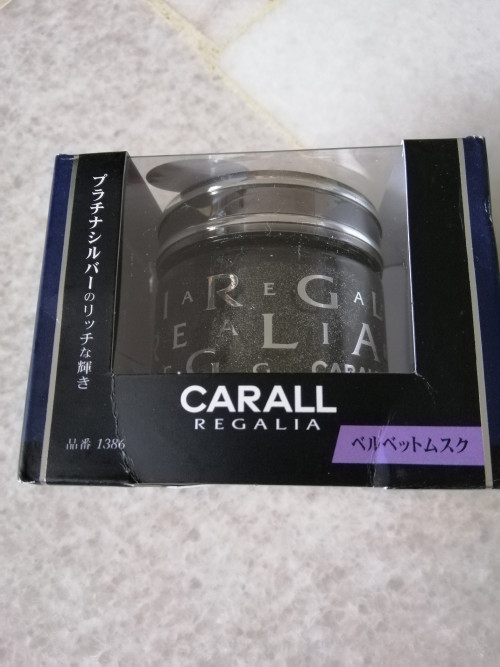 プラチナシルバーのリッチな輝き
品番 1386
A R E G A L
R E A L I A
G G CARALL
CARALL
REGALIA
ベルベットムスク